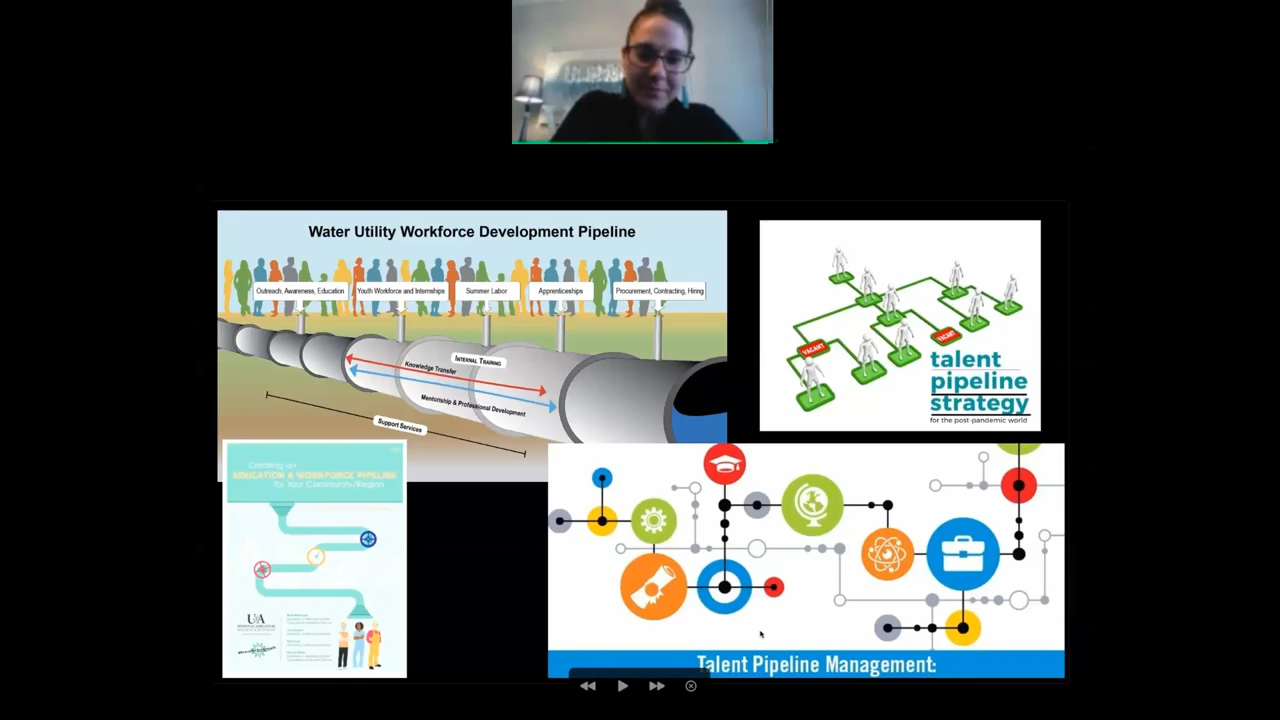 Water Utility Workforce Development Pipeline
Outreach, Awareness, Education
Youth Workforce and Internships
Summer Labor
Apprenticeships
Procurement, Contracting, Hiring
INTERNAL TRAINING
Knowledge Transfer
Mentorship & Professional Development
Support Services
VACANT
VACANT
talent
pipeline
strategy
for the post-pandemic world
Creating an
EDUCATION & WORKFORCE PIPELINE
for Your Community/Region
Talent Pipeline Management: